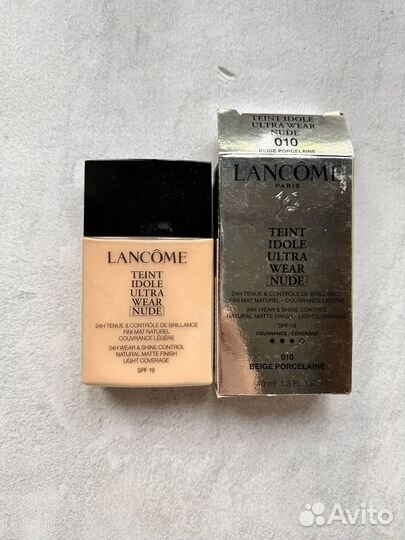 LANCÔME
TEINT
IDOLE
ULTRA
WEAR
NUDE
24H TENUE & CONTRÔLE DE BRILLANCE
FINI MAT NATUREL
COUVRANCE LÉGÈRE
24H WEAR & SHINE CONTROL
NATURAL MATTE FINISH
LIGHT COVERAGE
SPF 19
TEINT IDOLE
ULTRA WEAR
NUDE
010
LANCÔME
PARIS
TEINT
IDOLE
ULTRA
WEAR
NUDE
24H TENUE & CONTRÔLE DE BRILLANCE
FINI MAT NATUREL - COUVRANCE LÉGÈRE
24H WEAR & SHINE CONTROL
NATURAL MATTE FINISH - LIGHT COVERAGE
SPF 19
COUVRANCE / COVERAGE
010
BEIGE PORCELAINE
40 ml 1.3 FL. OZ.
Avito